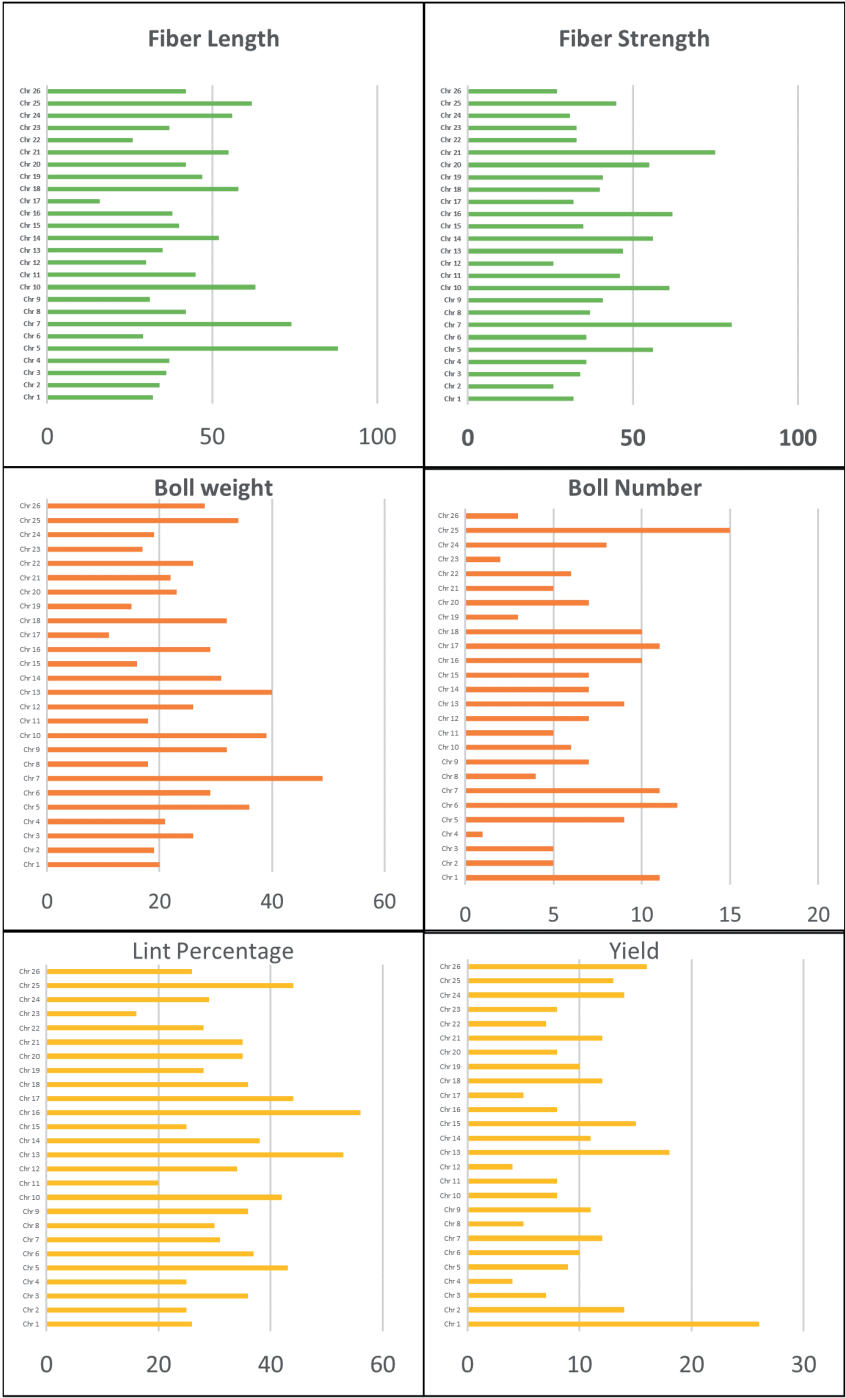 Fiber Length
Chr 26
Chr 25
Chr 24
Chr 23
Chr 22
Chr 21
Chr 20
Chr 19
Chr 18
Chr 17
Chr 16
Chr 15
Chr 14
Chr 13
Chr 12
Chr 11
Chr 10
Chr 9
Chr 8
Chr 7
Chr 6
Chr 5
Chr 4
Chr 3
Chr 2
Chr 1
0 50 100
Fiber Strength
Chr 26
Chr 25
Chr 24
Chr 23
Chr 22
Chr 21
Chr 20
Chr 19
Chr 18
Chr 17
Chr 16
Chr 15
Chr 14
Chr 13
Chr 12
Chr 11
Chr 10
Chr 9
Chr 8
Chr 7
Chr 6
Chr 5
Chr 4
Chr 3
Chr 2
Chr 1
0 50 100
Boll weight
Chr 26
Chr 25
Chr 24
Chr 23
Chr 22
Chr 21
Chr 20
Chr 19
Chr 18
Chr 17
Chr 16
Chr 15
Chr 14
Chr 13
Chr 12
Chr 11
Chr 10
Chr 9
Chr 8
Chr 7
Chr 6
Chr 5
Chr 4
Chr 3
Chr 2
Chr 1
0 20 40 60
Boll Number
Chr 26
Chr 25
Chr 24
Chr 23
Chr 22
Chr 21
Chr 20
Chr 19
Chr 18
Chr 17
Chr 16
Chr 15
Chr 14
Chr 13
Chr 12
Chr 11
Chr 10
Chr 9
Chr 8
Chr 7
Chr 6
Chr 5
Chr 4
Chr 3
Chr 2
Chr 1
0 5 10 15 20
Lint Percentage
Chr 26
Chr 25
Chr 24
Chr 23
Chr 22
Chr 21
Chr 20
Chr 19
Chr 18
Chr 17
Chr 16
Chr 15
Chr 14
Chr 13
Chr 12
Chr 11
Chr 10
Chr 9
Chr 8
Chr 7
Chr 6
Chr 5
Chr 4
Chr 3
Chr 2
Chr 1
0 20 40 60
Yield
Chr 26
Chr 25
Chr 24
Chr 23
Chr 22
Chr 21
Chr 20
Chr 19
Chr 18
Chr 17
Chr 16
Chr 15
Chr 14
Chr 13
Chr 12
Chr 11
Chr 10
Chr 9
Chr 8
Chr 7
Chr 6
Chr 5
Chr 4
Chr 3
Chr 2
Chr 1
0 10 20 30